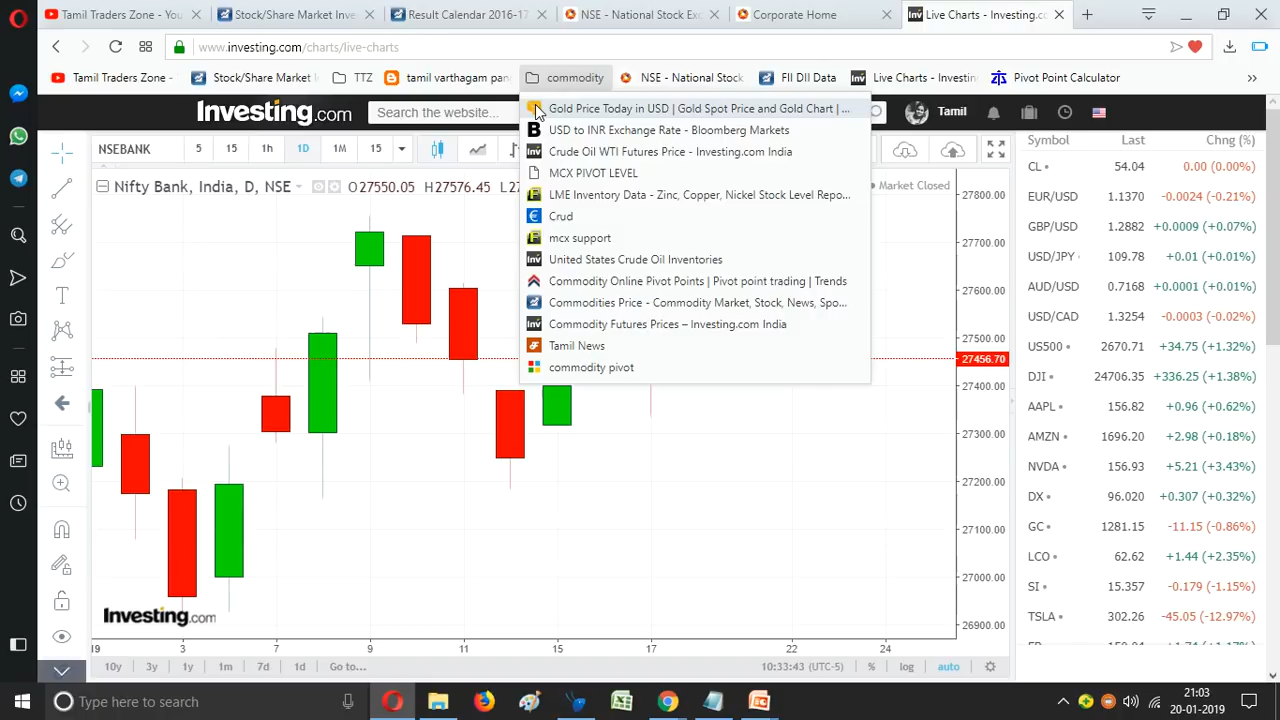 Tamil Traders Zone - You
Stock/Share Market Inve
Result Calendar 2016-17
NSE - National Stock Exc
Corporate Home
Live Charts - Investing.co
www.investing.com/charts/live-charts
Tamil Traders Zone -
Stock/Share Market I
TTZ
tamil varthagam pan
commodity
NSE - National Stock
FII DII Data
Live Charts - Investin
Pivot Point Calculator
Investing.com
Search the website...
Tamil
Gold Price Today in USD | Gold Spot Price and Gold Chart | ...
USD to INR Exchange Rate - Bloomberg Markets
Crude Oil WTI Futures Price - Investing.com India
MCX PIVOT LEVEL
LME Inventory Data - Zinc, Copper, Nickel Stock Level Repo...
Crud
mcx support
United States Crude Oil Inventories
Commodity Online Pivot Points | Pivot point trading | Trends
Commodities Price - Commodity Market, Stock, News, Spo...
Commodity Futures Prices – Investing.com India
Tamil News
commodity pivot
NSEBANK 5 15 1h 1D 1M 15
Nifty Bank, India, D, NSE O27550.05 H27576.45 L2
Market Closed
27800.00
27700.00
27600.00
27500.00
27456.70
27400.00
27300.00
27200.00
27100.00
27000.00
26900.00
Investing.com
19 3 7 9 11 15 17 22 24
10y 3y 1y 1m 7d 1d Go to... 10:33:43 (UTC-5) % log auto
Symbol Chng (%)
CL 54.04 0.00 (0.00%)
EUR/USD 1.1370 -0.0024 (-0.21%)
GBP/USD 1.2882 +0.0009 (+0.07%)
USD/JPY 109.78 +0.01 (+0.01%)
AUD/USD 0.7168 +0.0001 (+0.01%)
USD/CAD 1.3254 -0.0003 (-0.02%)
US500 2670.71 +34.75 (+1.32%)
DJI 24706.35 +336.25 (+1.38%)
AAPL 156.82 +0.96 (+0.62%)
AMZN 1696.20 +2.98 (+0.18%)
NVDA 156.93 +5.21 (+3.43%)
DX 96.020 +0.307 (+0.32%)
GC 1281.15 -11.15 (-0.86%)
LCO 62.62 +1.44 (+2.35%)
SI 15.357 -0.179 (-1.15%)
TSLA 302.26 -45.05 (-12.97%)
Type here to search
21:03
20-01-2019